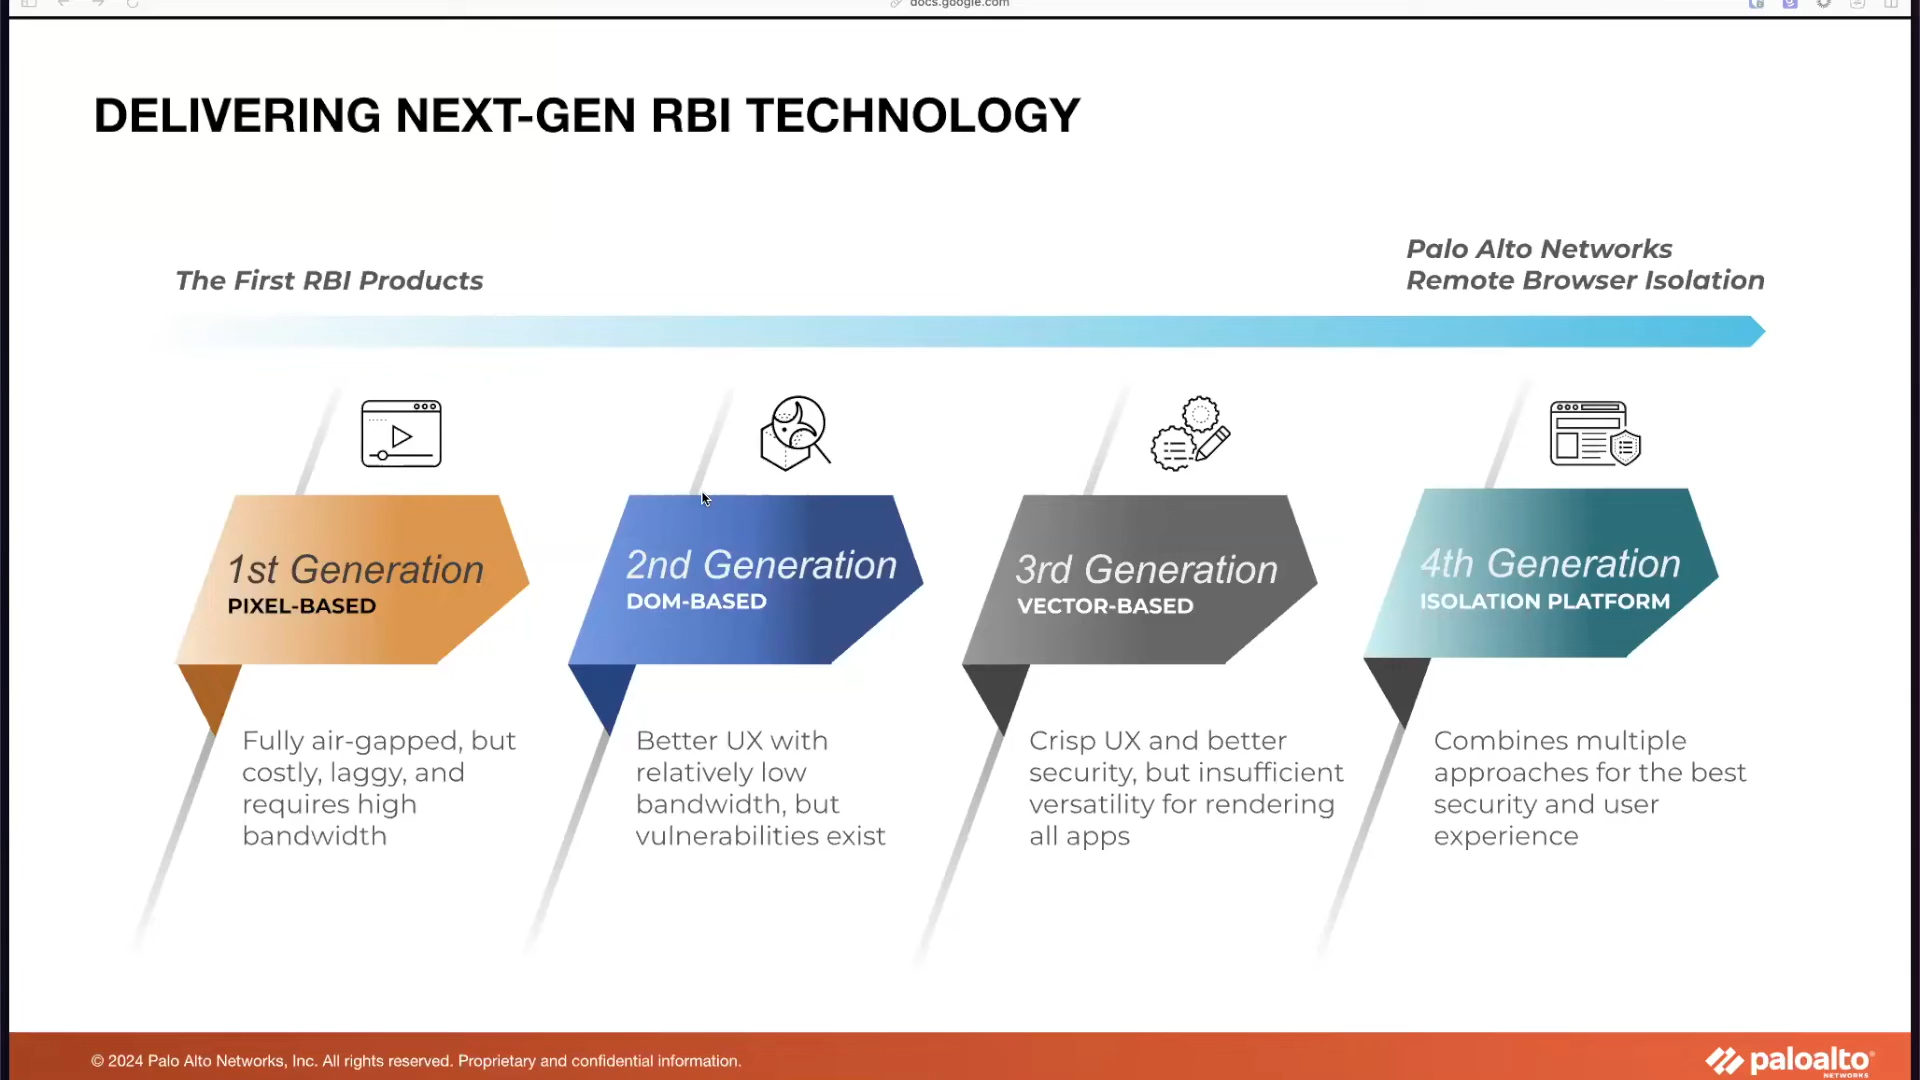 docs.google.com
DELIVERING NEXT-GEN RBI TECHNOLOGY
The First RBI Products
Palo Alto Networks
Remote Browser Isolation
1st Generation
PIXEL-BASED
Fully air-gapped, but
costly, laggy, and
requires high
bandwidth
2nd Generation
DOM-BASED
Better UX with
relatively low
bandwidth, but
vulnerabilities exist
3rd Generation
VECTOR-BASED
Crisp UX and better
security, but insufficient
versatility for rendering
all apps
4th Generation
ISOLATION PLATFORM
Combines multiple
approaches for the best
security and user
experience
© 2024 Palo Alto Networks, Inc. All rights reserved. Proprietary and confidential information.
paloalto
NETWORKS